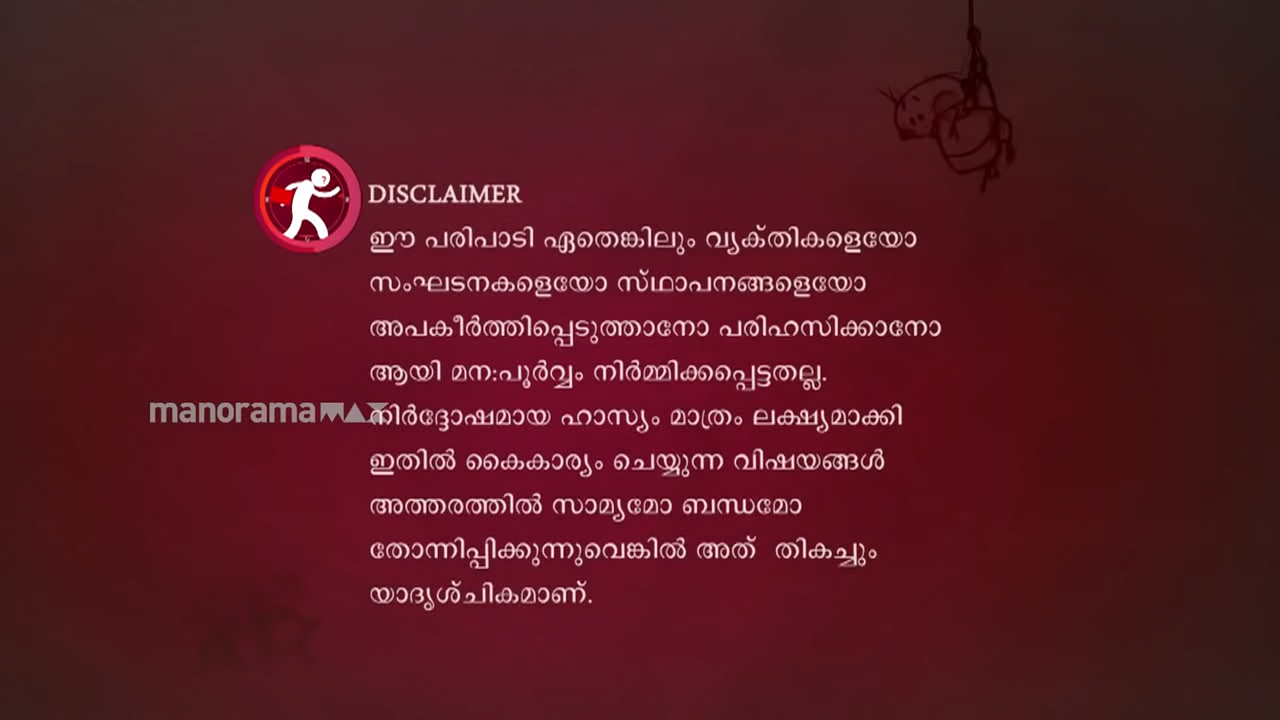 DISCLAIMER
ഈ പരിപാടി ഏതെങ്കിലും വ്യക്തികളെയോ
സംഘടനകളെയോ സ്ഥാപനങ്ങളെയോ
അപകീർത്തിപ്പെടുത്താനോ പരിഹസിക്കാനോ
ആയി മന:പൂർവ്വം നിർമ്മിക്കപ്പെട്ടതല്ല.
manoramaMAX
നിർദ്ദോഷമായ ഹാസ്യം മാത്രം ലക്ഷ്യമാക്കി
ഇതിൽ കൈകാര്യം ചെയ്യുന്ന വിഷയങ്ങൾ
അത്തരത്തിൽ സാമ്യമോ ബന്ധമോ
തോന്നിപ്പിക്കുന്നുവെങ്കിൽ അത് തികച്ചും
യാദൃശ്ചികമാണ്.